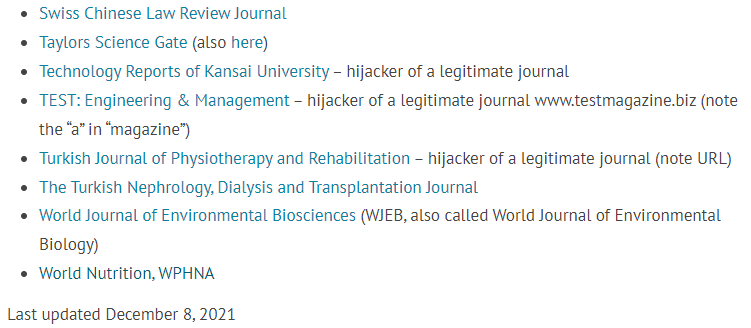 • Swiss Chinese Law Review Journal
• Taylors Science Gate (also here)
• Technology Reports of Kansai University – hijacker of a legitimate journal
• TEST: Engineering & Management – hijacker of a legitimate journal www.testmagazine.biz (note
the “a” in “magazine”)
• Turkish Journal of Physiotherapy and Rehabilitation – hijacker of a legitimate journal (note URL)
• The Turkish Nephrology, Dialysis and Transplantation Journal
• World Journal of Environmental Biosciences (WJEB, also called World Journal of Environmental
Biology)
• World Nutrition, WPHNA
Last updated December 8, 2021